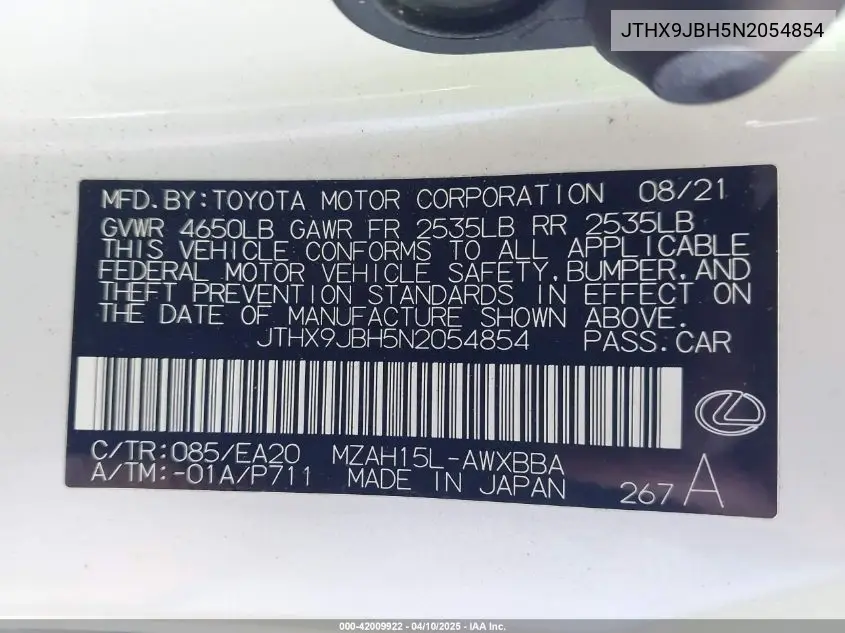 JTHX9JBH5N2054854
MFD.BY:TOYOTA MOTOR CORPORATION 08/21
GVWR 4650LB GAWR FR 2535LB RR 2535LB
THIS VEHICLE CONFORMS TO ALL APPLICABLE
FEDERAL MOTOR VEHICLE SAFETY,BUMPER,AND
THEFT PREVENTION STANDARDS IN EFFECT ON
THE DATE OF MANUFACTURE SHOWN ABOVE.
JTHX9JBH5N2054854 PASS.CAR
C/TR:085/EA20 MZAH15L-AWXBBA
A/TM:-01A/P711 MADE IN JAPAN 267 A
000-42009922 - 04/10/2025 - IAA Inc.